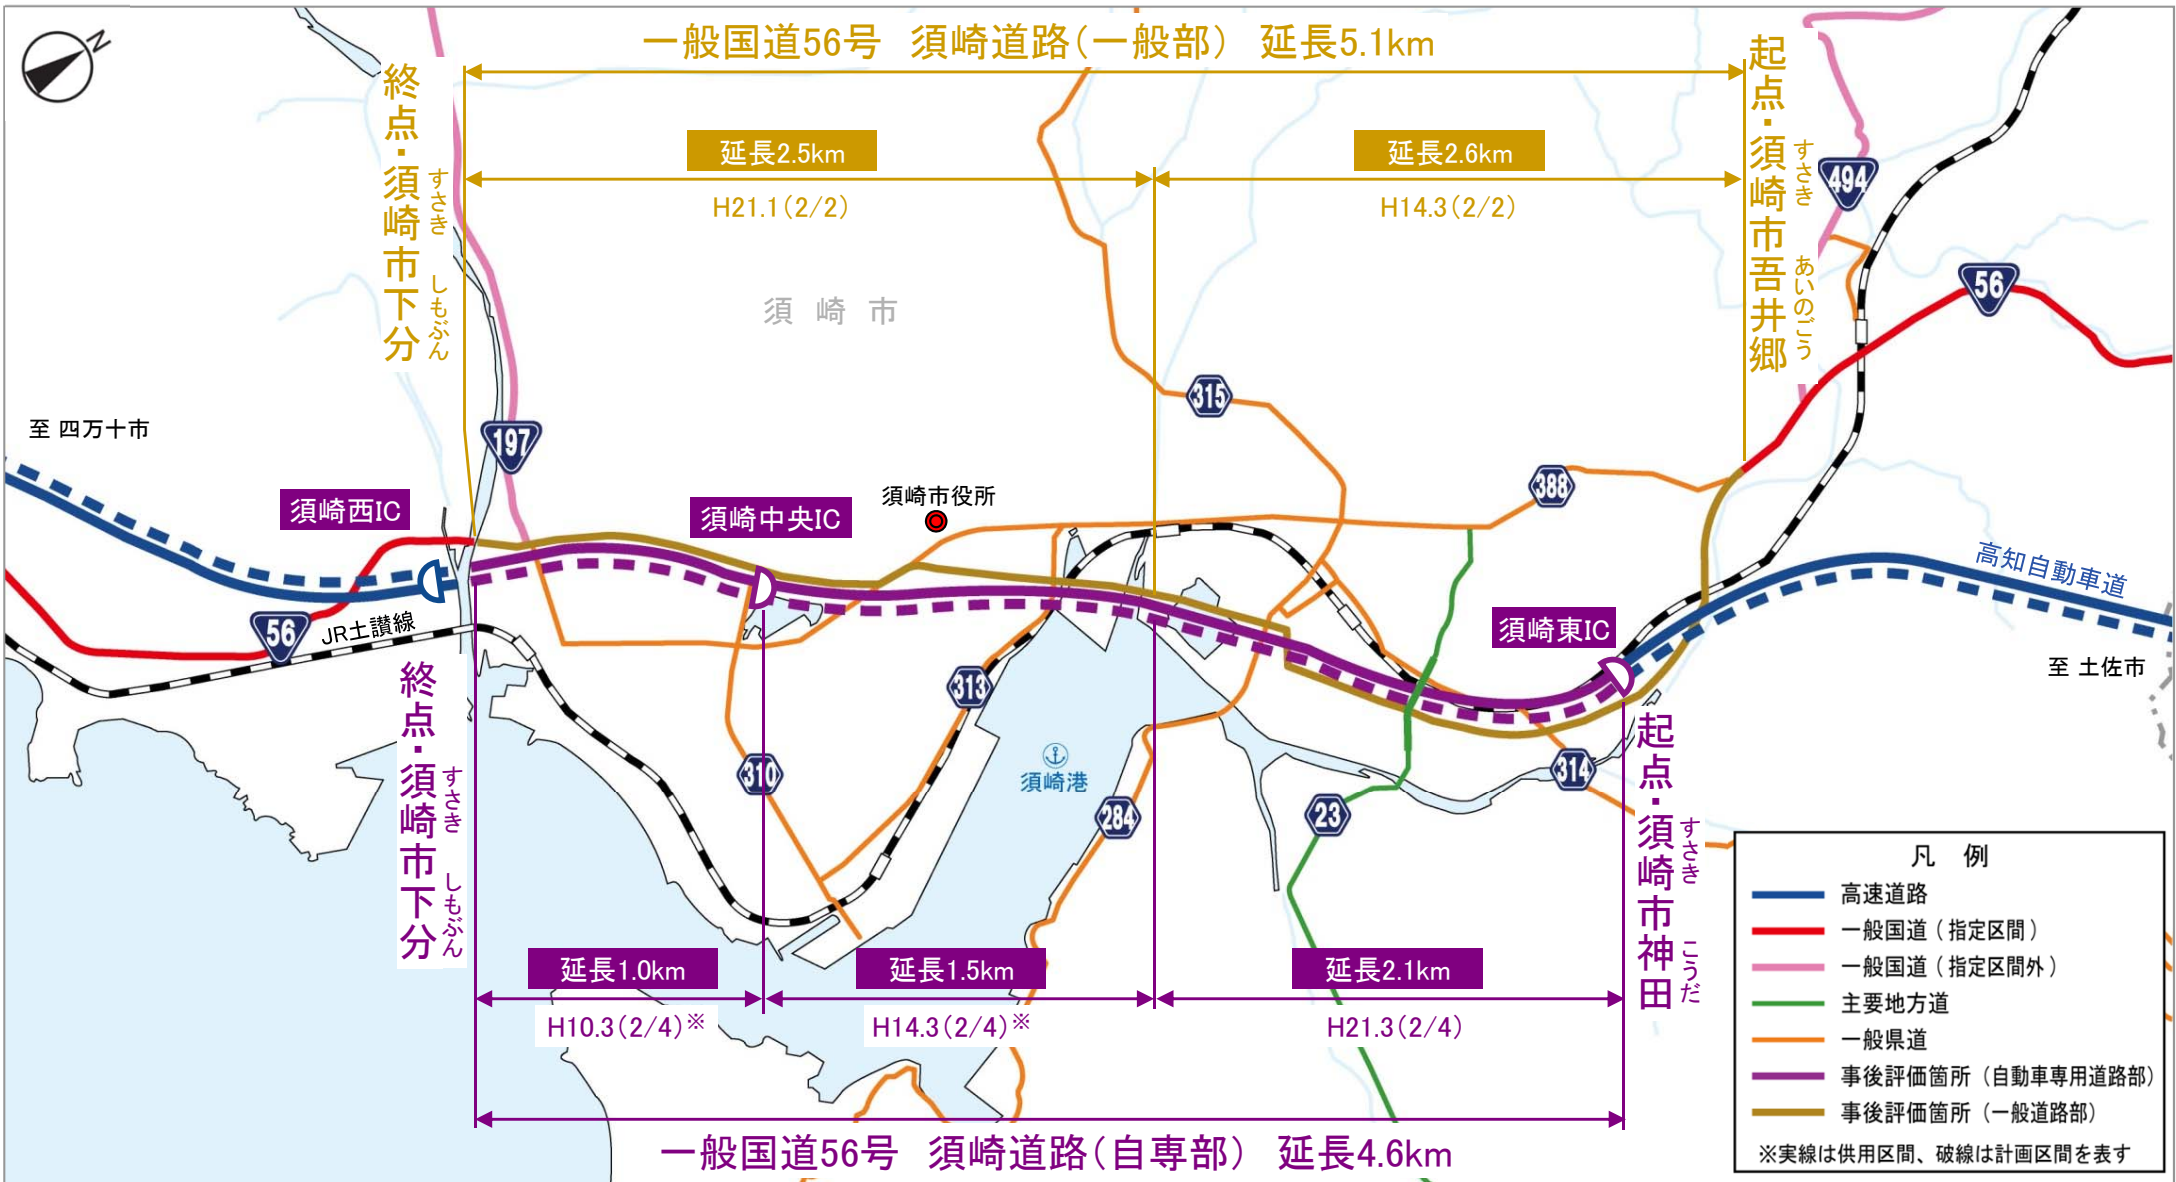 N
一般国道56号　須崎道路（一般部）　延長5.1km
終点・須崎市下分
すさき
しもぶん
起点・須崎市吾井郷
すさき
あいのごう
延長2.5km
H21.1（2/2）
延長2.6km
H14.3（2/2）
494
56
須 崎 市
315
至 四万十市
197
388
須崎西IC
須崎中央IC
須崎市役所
高知自動車道
56
JR土讃線
須崎東IC
至 土佐市
313
310
須崎港
284
23
314
終点・須崎市下分
すさき
しもぶん
起点・須崎市神田
すさき
こうだ
延長1.0km
H10.3（2/4）※
延長1.5km
H14.3（2/4）※
延長2.1km
H21.3（2/4）
一般国道56号　須崎道路（自専部）　延長4.6km
凡　例
高速道路
一般国道（指定区間）
一般国道（指定区間外）
主要地方道
一般県道
事後評価箇所（自動車専用道路部）
事後評価箇所（一般道路部）
※実線は供用区間、破線は計画区間を表す